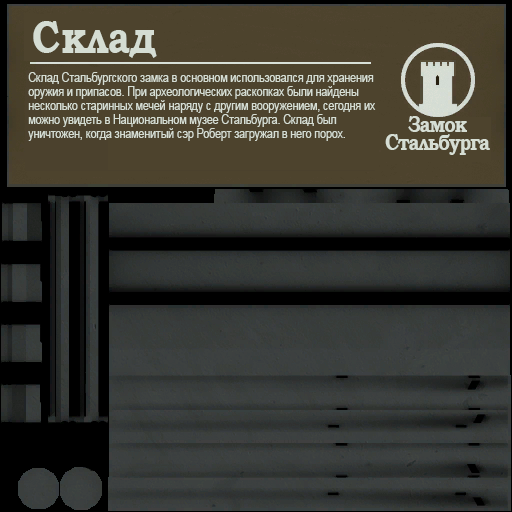 Склад
Склад Стальбургского замка в основном использовался для хранения
оружия и припасов. При археологических раскопках были найдены
несколько старинных мечей наряду с другим вооружением, сегодня их
можно увидеть в Национальном музее Стальбурга. Склад был
уничтожен, когда знаменитый сэр Роберт загружал в него порох.
Замок
Стальбурга